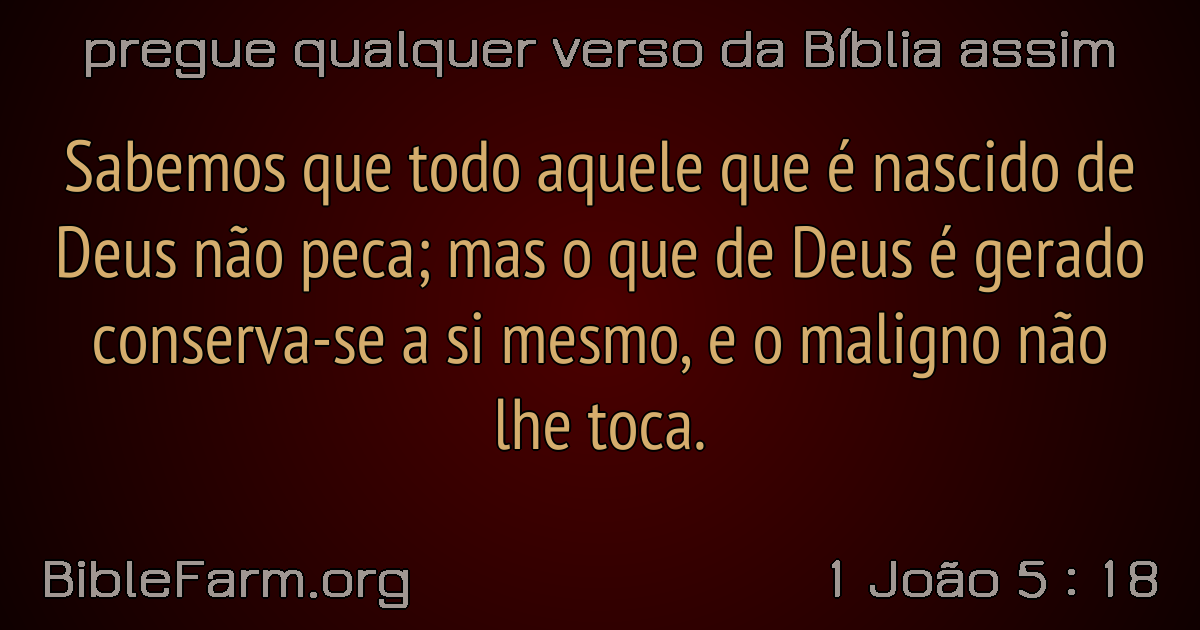 pregue qualquer verso da Bíblia assim
Sabemos que todo aquele que é nascido de
Deus não peca; mas o que de Deus é gerado
conserva-se a si mesmo, e o maligno não
lhe toca.
BibleFarm.org
1 João 5 : 18